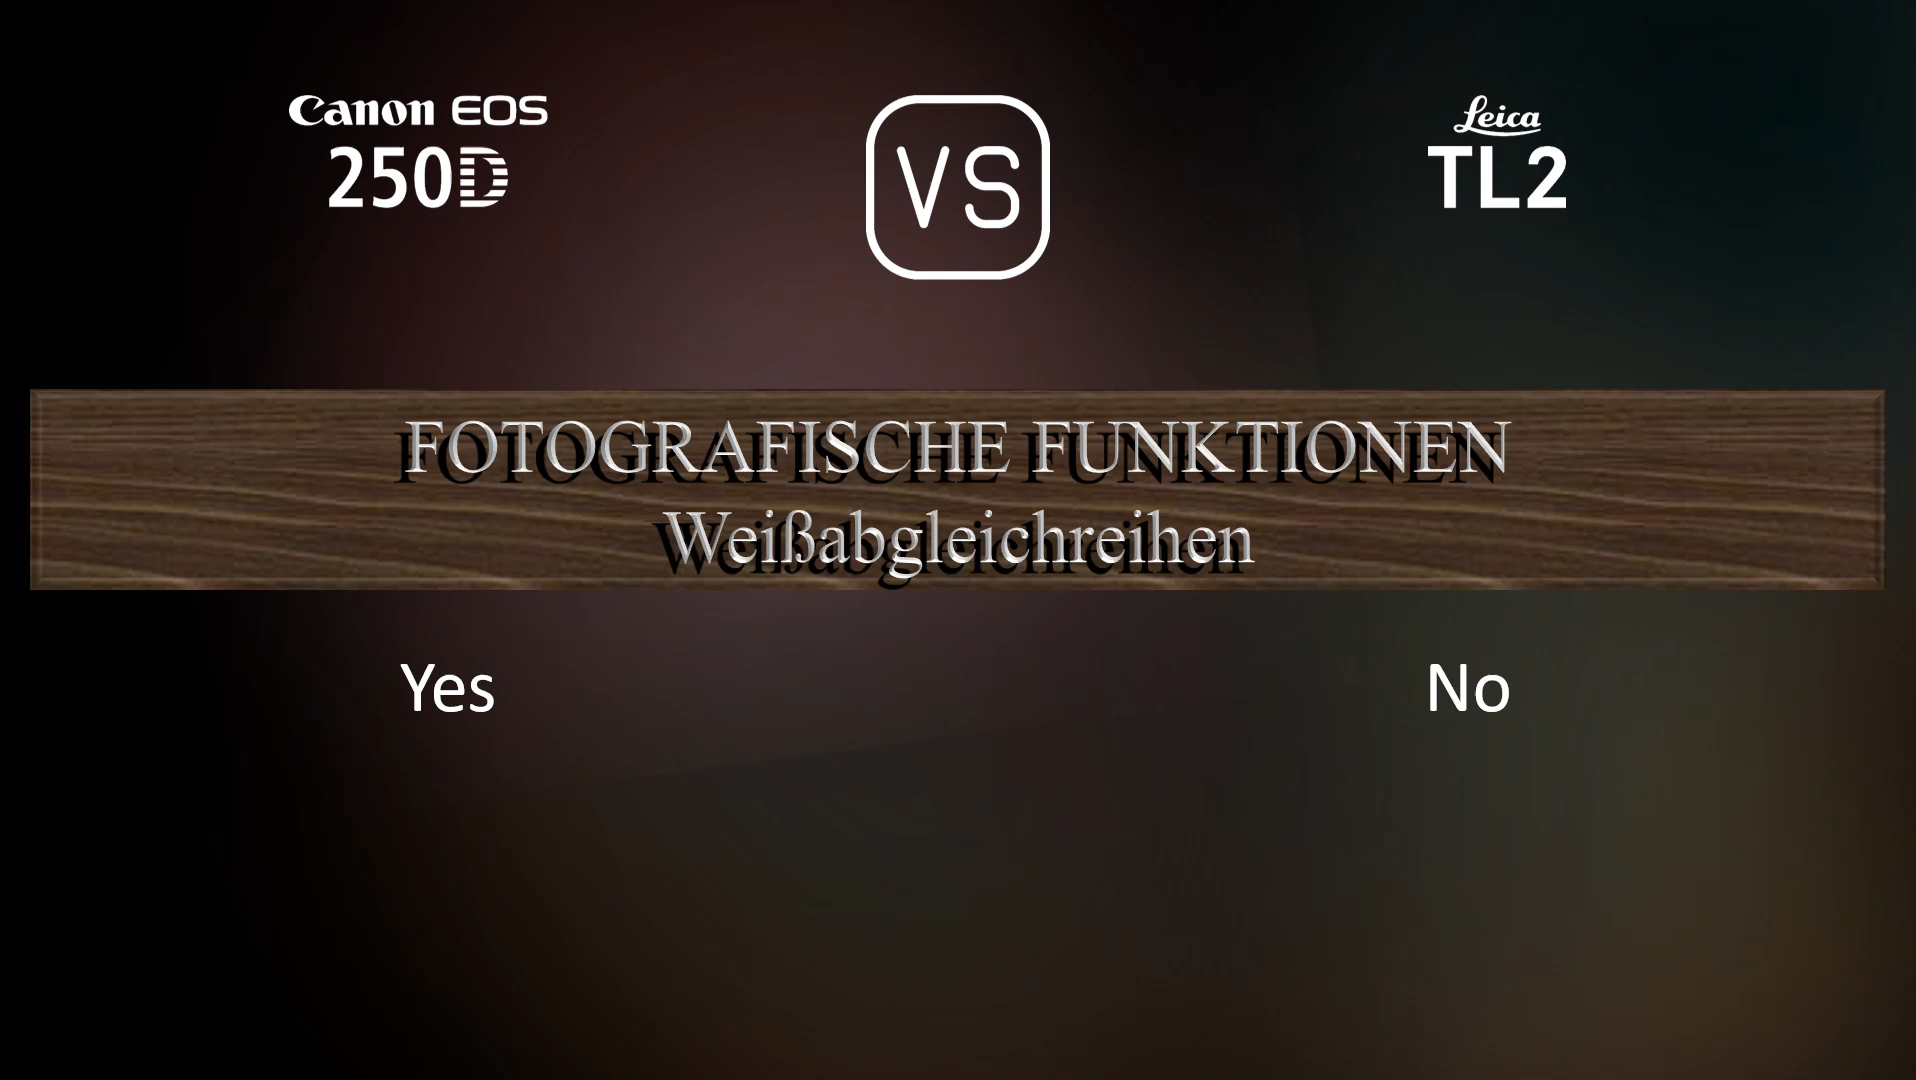 Canon EOS
250D
VS
Leica
TL2
FOTOGRAFISCHE FUNKTIONEN
Weißabgleichreihen
Yes
No